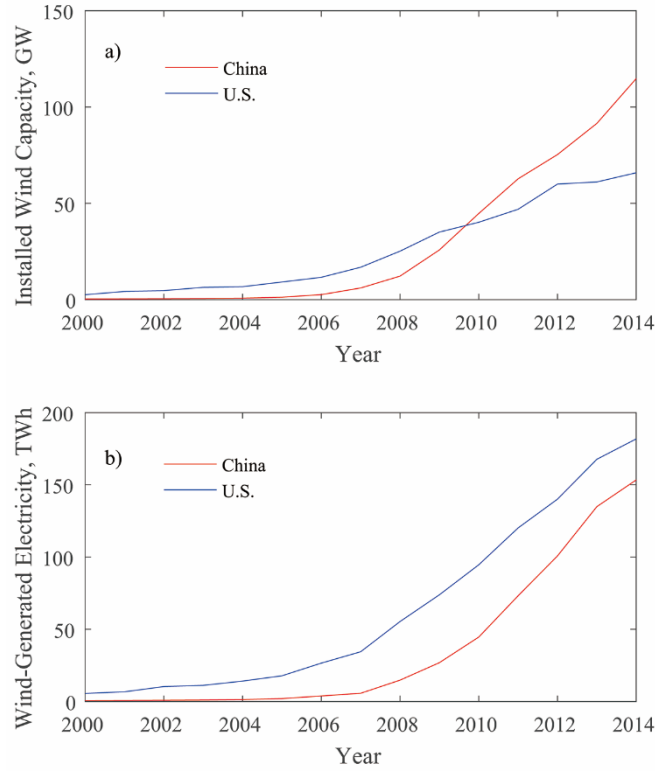 a)
China
U.S.
Installed Wind Capacity, GW
150
100
50
0
2000 2002 2004 2006 2008 2010 2012 2014
Year
b)
China
U.S.
Wind-Generated Electricity, TWh
200
150
100
50
0
2000 2002 2004 2006 2008 2010 2012 2014
Year